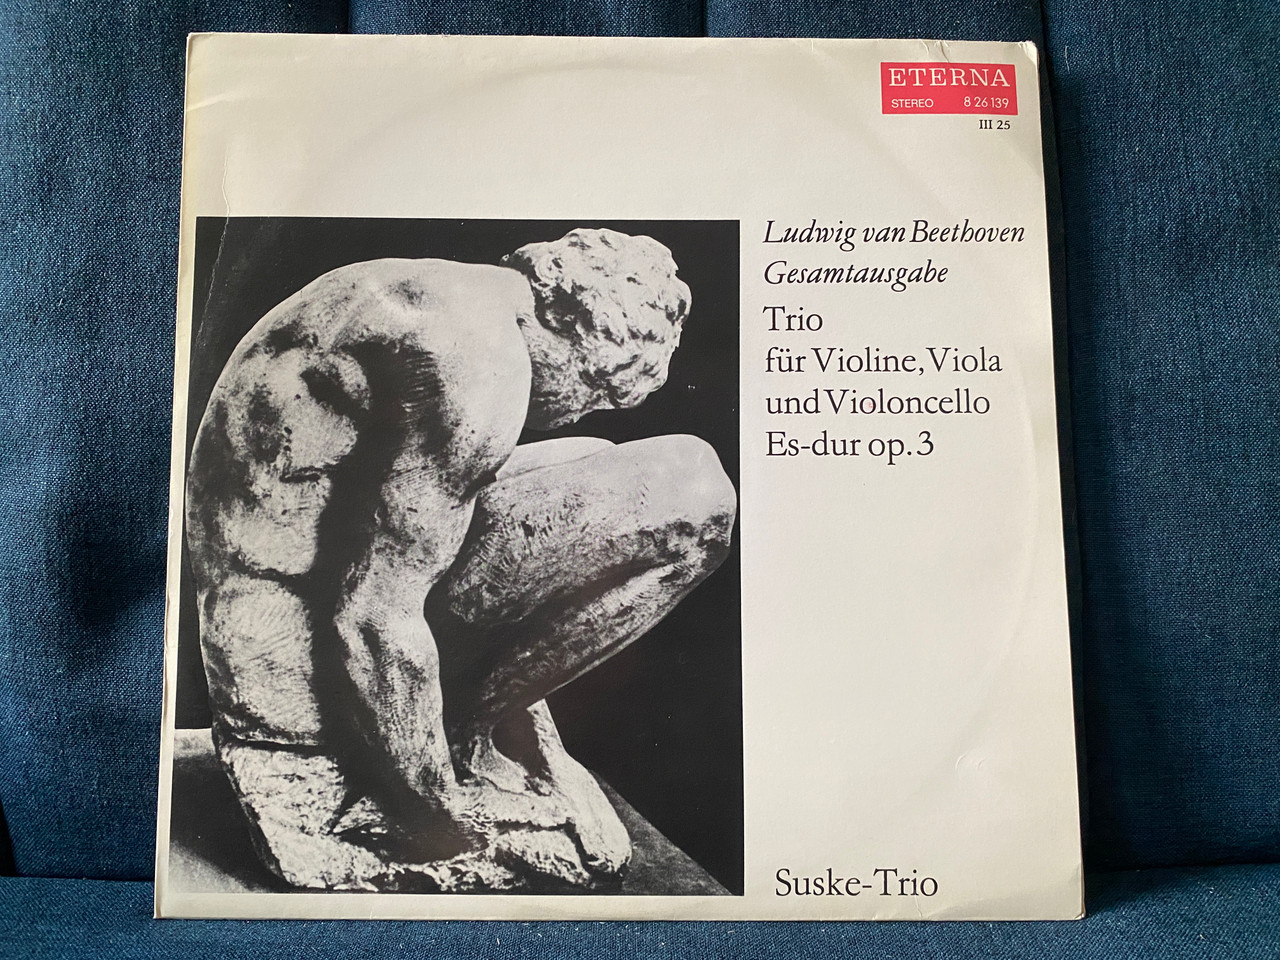 ETERNA
STEREO 8 26 139
III 25
Ludwig van Beethoven
Gesamtausgabe
Trio
für Violine, Viola
und Violoncello
Es-dur op. 3
Suske-Trio